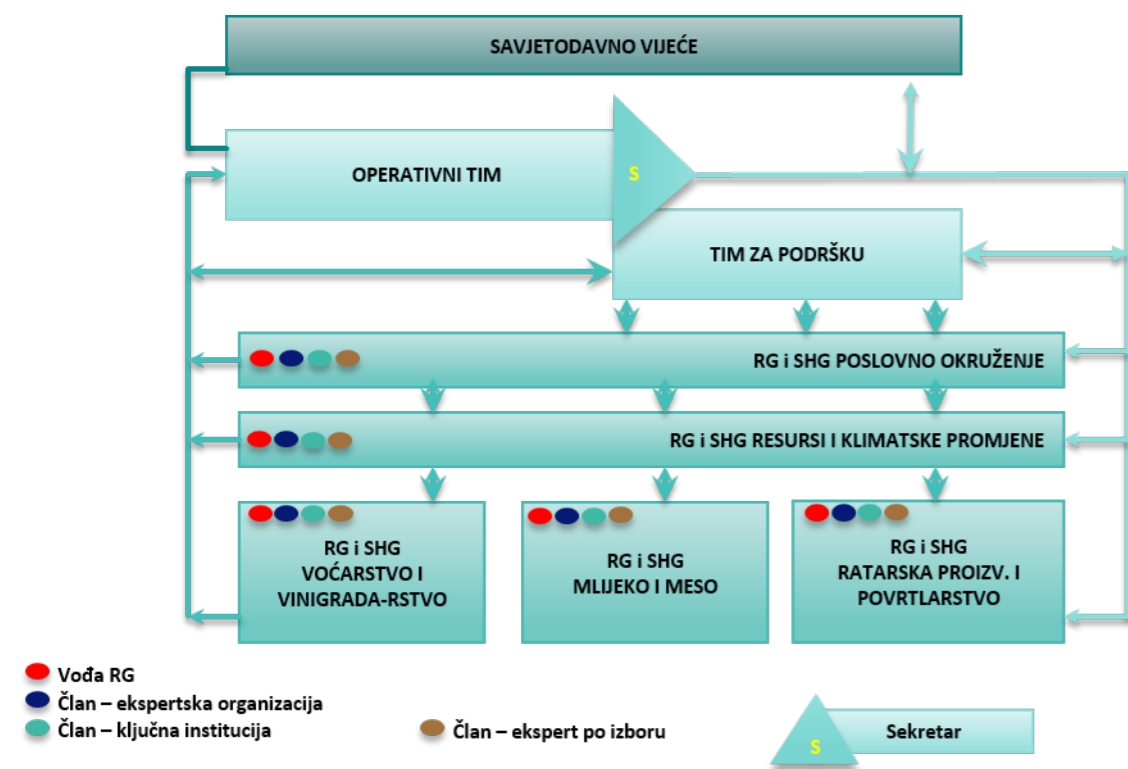 SAVJETODAVNO VIJEĆE
OPERATIVNI TIM
S
TIM ZA PODRŠKU
RG i SHG POSLOVNO OKRUŽENJE
RG i SHG RESURSI I KLIMATSKE PROMJENE
RG i SHG
VOĆARSTVO I
VINIGRADA-RSTVO
RG i SHG
MLIJEKO I MESO
RG i SHG
RATARSKA PROIZV. I
POVRTLARSTVO
Vođa RG
Član – ekspertska organizacija
Član – ključna institucija
Član – ekspert po izboru
S
Sekretar